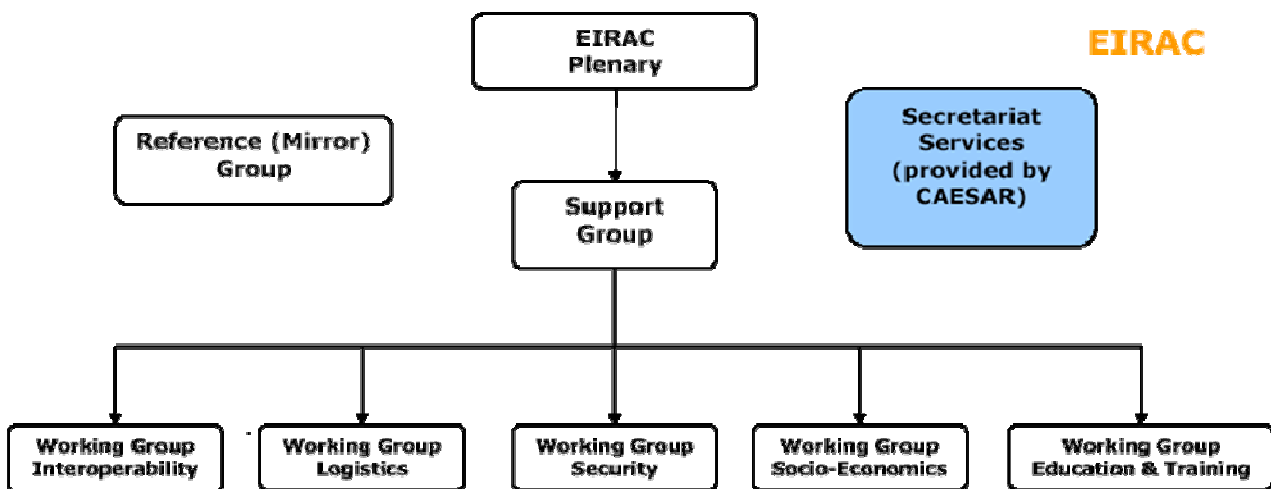 EIRAC
Plenary
EIRAC
Reference (Mirror)
Group
Secretariat
Services
(provided by
CAESAR)
Support
Group
Working Group
Interoperability
Working Group
Logistics
Working Group
Security
Working Group
Socio-Economics
Working Group
Education & Training